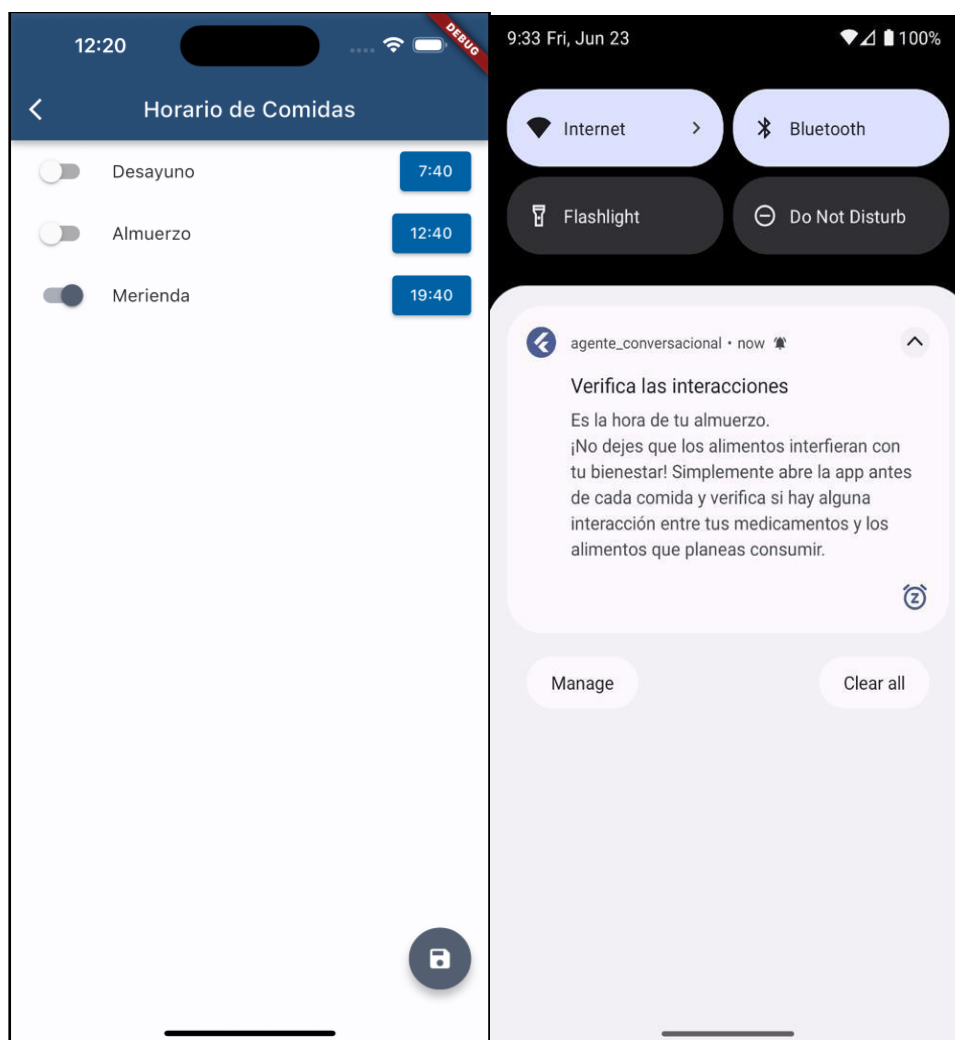 12:20
DEBUG
Horario de Comidas
Desayuno 7:40
Almuerzo 12:40
Merienda 19:40
9:33 Fri, Jun 23 100%
Internet Bluetooth
Flashlight Do Not Disturb
agente_conversacional • now
Verifica las interacciones
Es la hora de tu almuerzo.
¡No dejes que los alimentos interfieran con
tu bienestar! Simplemente abre la app antes
de cada comida y verifica si hay alguna
interacción entre tus medicamentos y los
alimentos que planeas consumir.
Manage Clear all